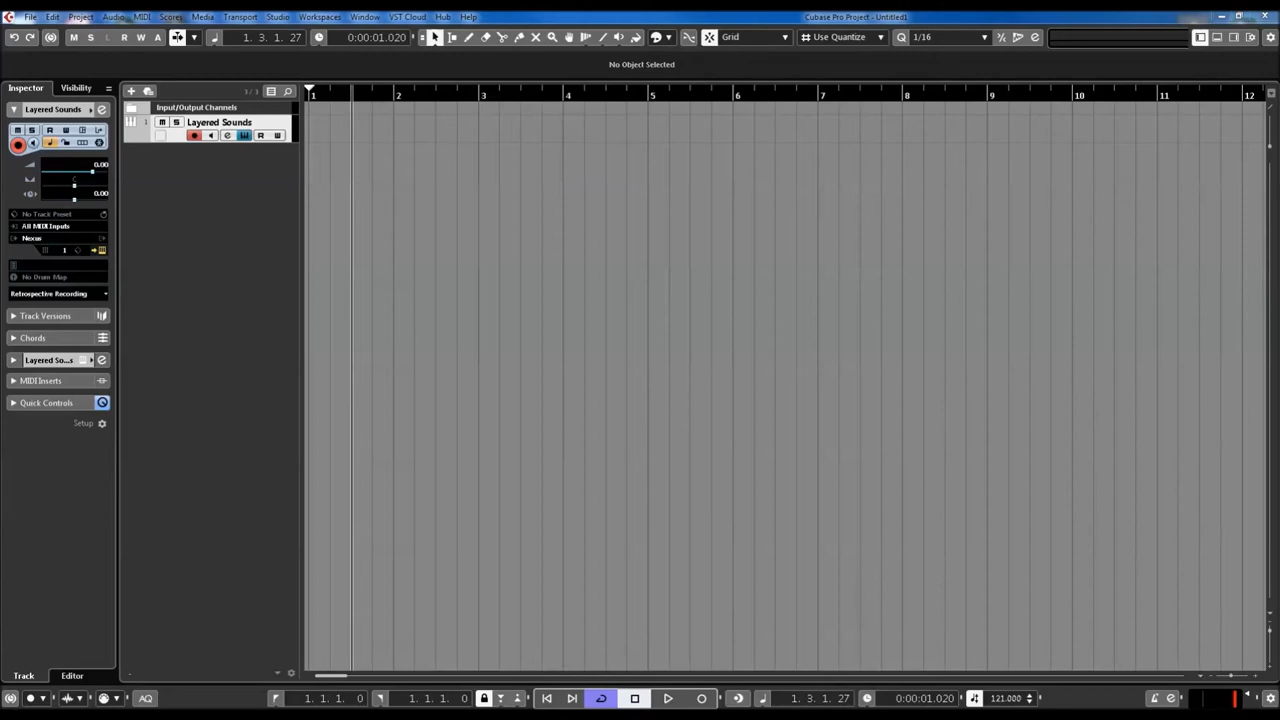 File Edit Project Audio MIDI Scores Media Transport Studio Workspaces Window VST Cloud Hub Help
Cubase Pro Project - Untitled1
M S L R W A 1. 3. 1. 27 0:00:01.020 Grid Use Quantize Q 1/16
No Object Selected
Inspector Visibility
1 2 3 4 5 6 7 8 9 10 11 12
Layered Sounds
Input/Output Channels
1 m S Layered Sounds
R W
m S R W
0.00
C
0.00
No Track Preset
All MIDI Inputs
Nexus
1
No Drum Map
Retrospective Recording
Track Versions
Chords
Layered So...s
MIDI Inserts
Quick Controls
Setup
Track Editor
AQ 1. 1. 1. 0 1. 1. 1. 0 1. 3. 1. 27 0:00:01.020 121.000